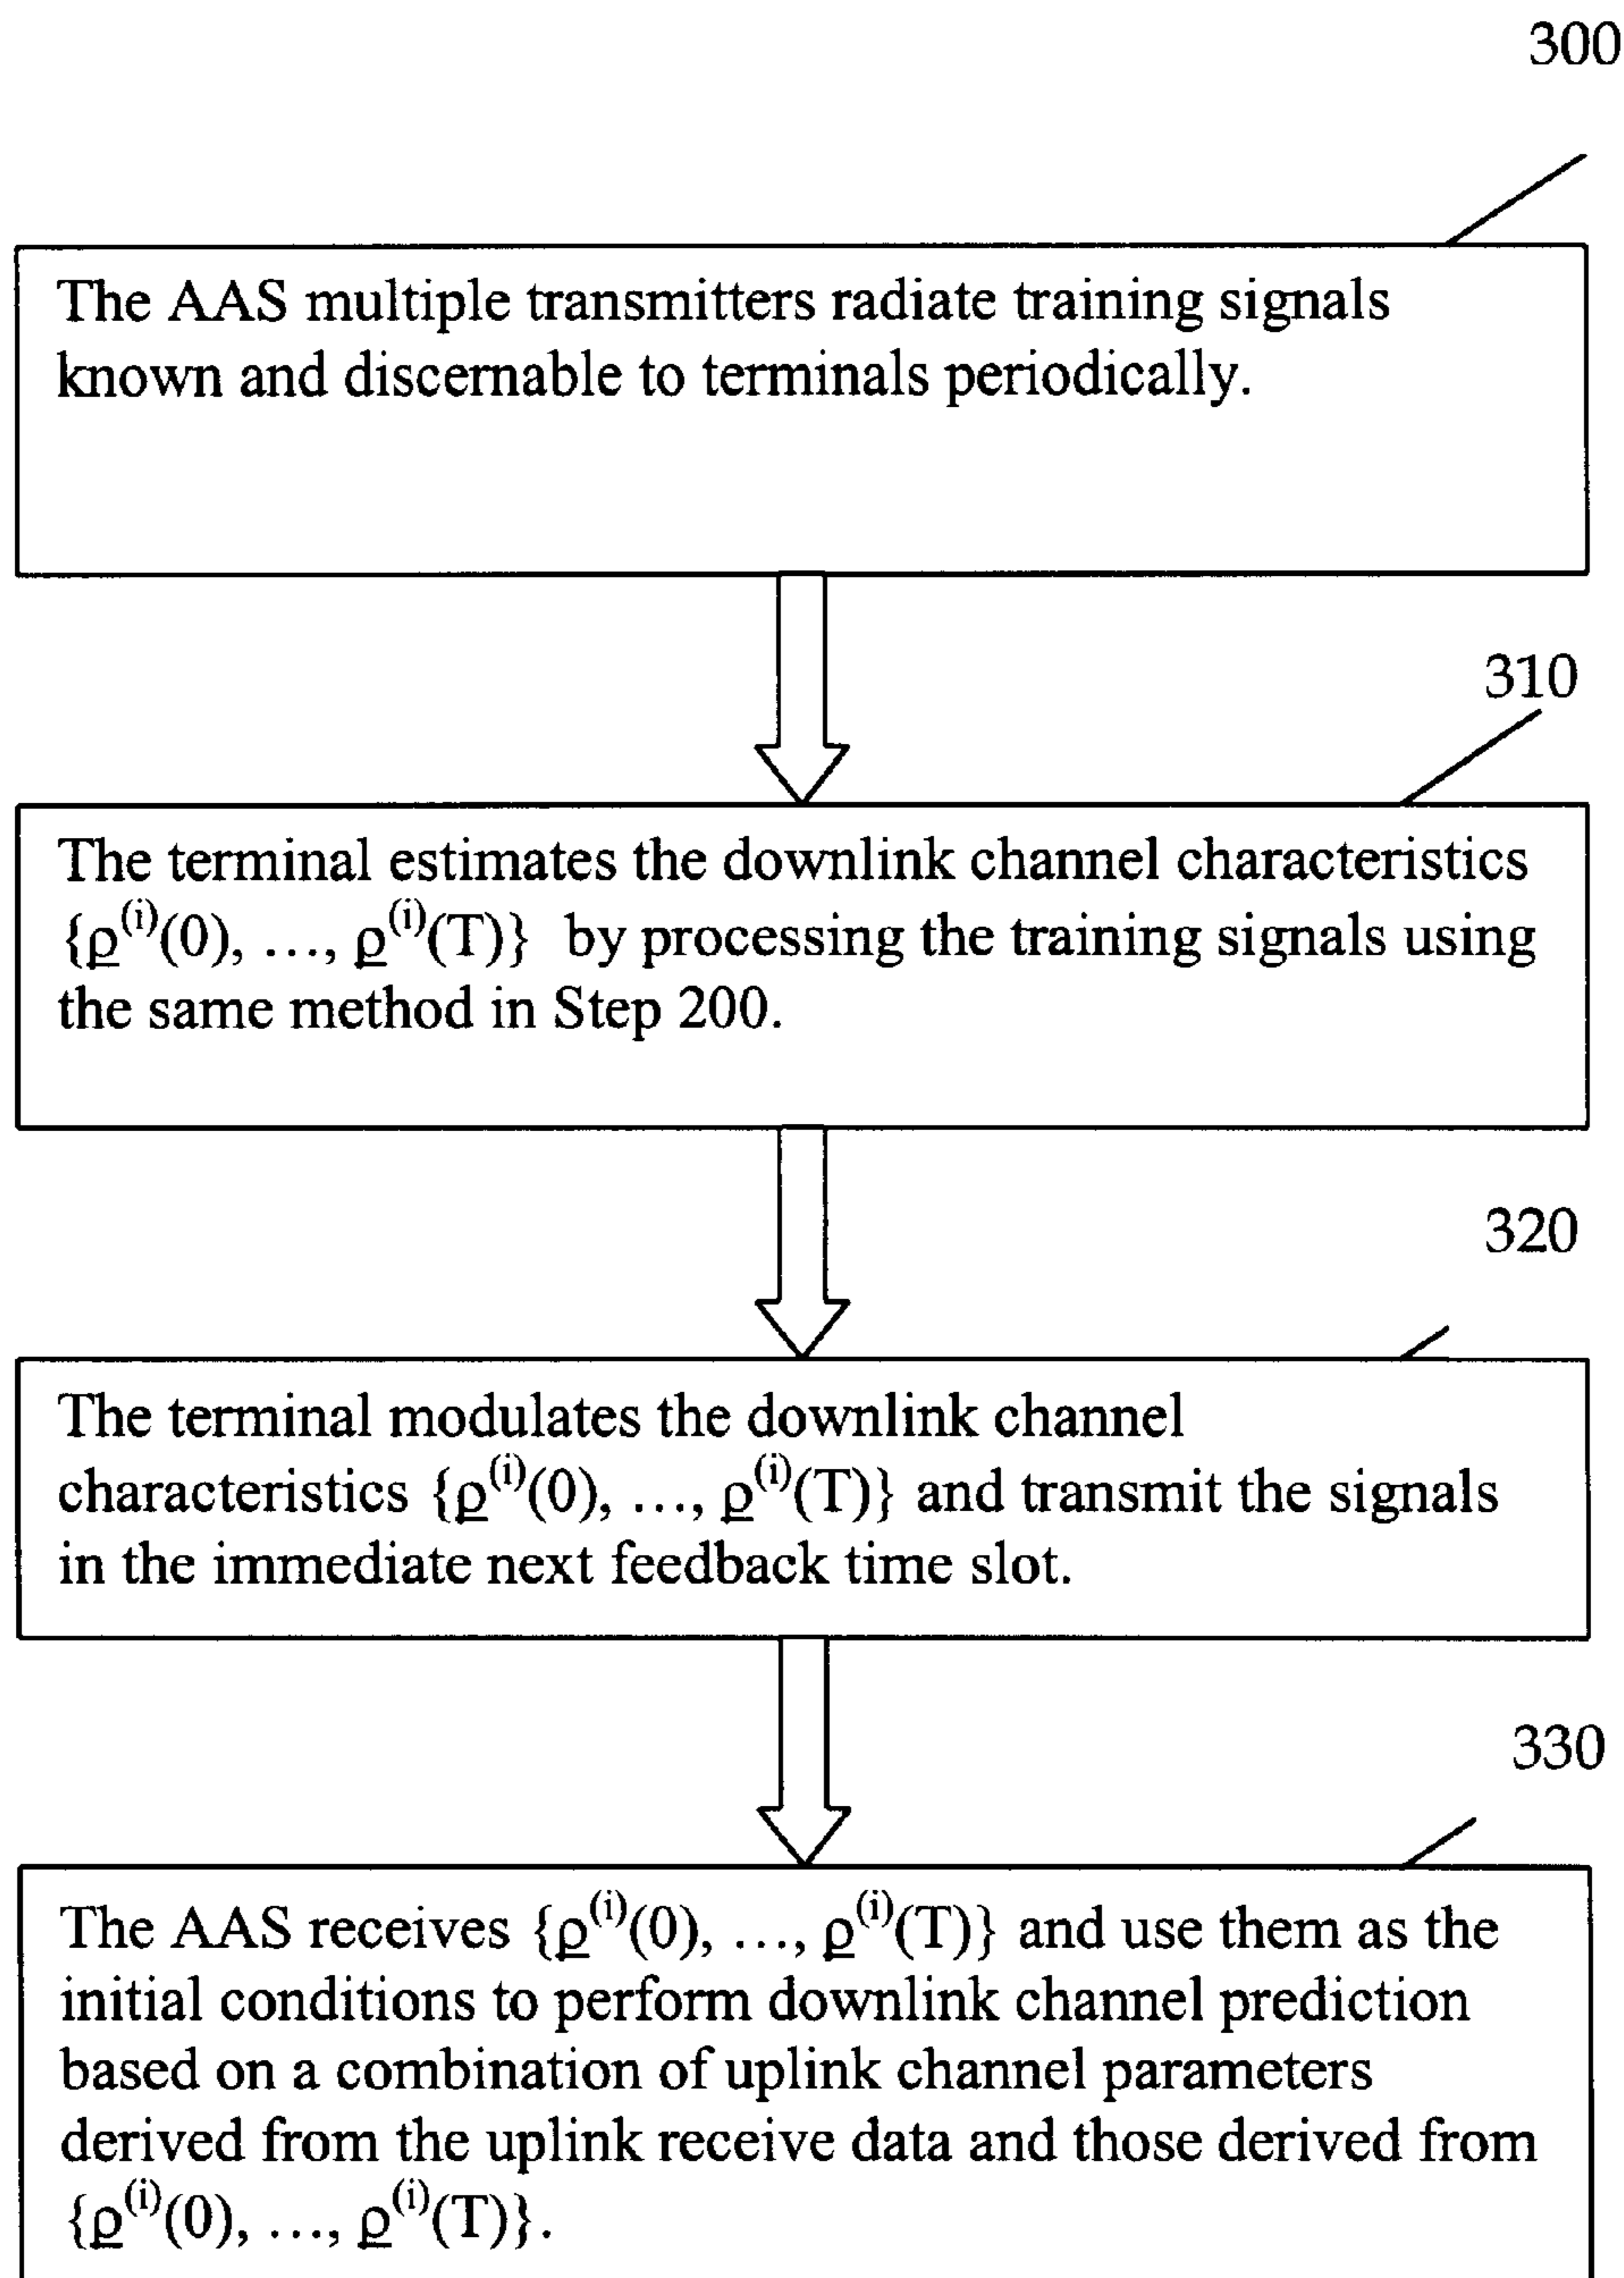 300
The AAS multiple transmitters radiate training signals
known and discernable to terminals periodically.
310
The terminal estimates the downlink channel characteristics
{ρ̲⁽ⁱ⁾(0), …, ρ̲⁽ⁱ⁾(T)} by processing the training signals using
the same method in Step 200.
320
The terminal modulates the downlink channel
characteristics {ρ̲⁽ⁱ⁾(0), …, ρ̲⁽ⁱ⁾(T)} and transmit the signals
in the immediate next feedback time slot.
330
The AAS receives {ρ̲⁽ⁱ⁾(0), …, ρ̲⁽ⁱ⁾(T)} and use them as the
initial conditions to perform downlink channel prediction
based on a combination of uplink channel parameters
derived from the uplink receive data and those derived from
{ρ̲⁽ⁱ⁾(0), …, ρ̲⁽ⁱ⁾(T)}.